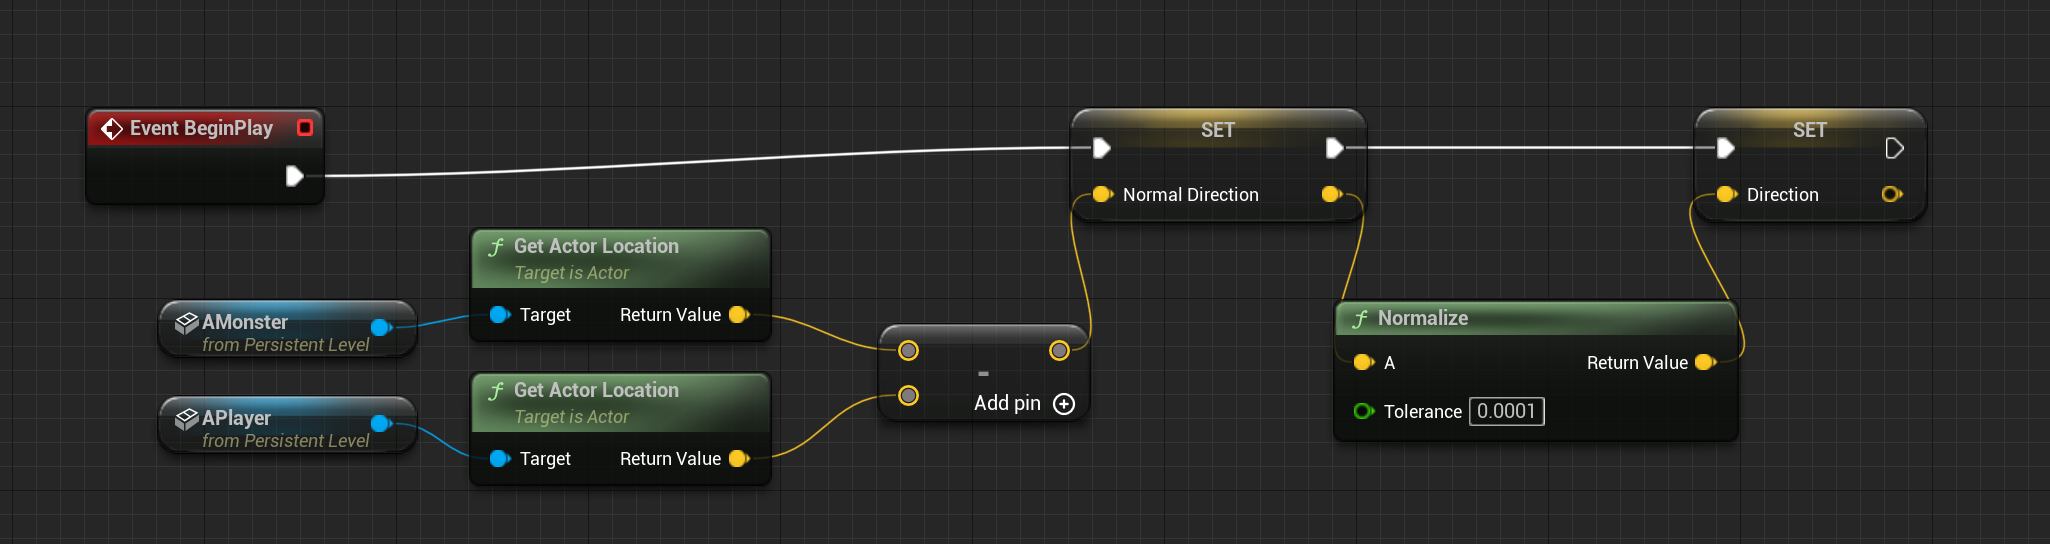 Event BeginPlay
SET
Normal Direction
SET
Direction
Get Actor Location
Target is Actor
Target
Return Value
AMonster
from Persistent Level
Get Actor Location
Target is Actor
Target
Return Value
APlayer
from Persistent Level
-
Add pin
Normalize
A
Return Value
Tolerance 0.0001